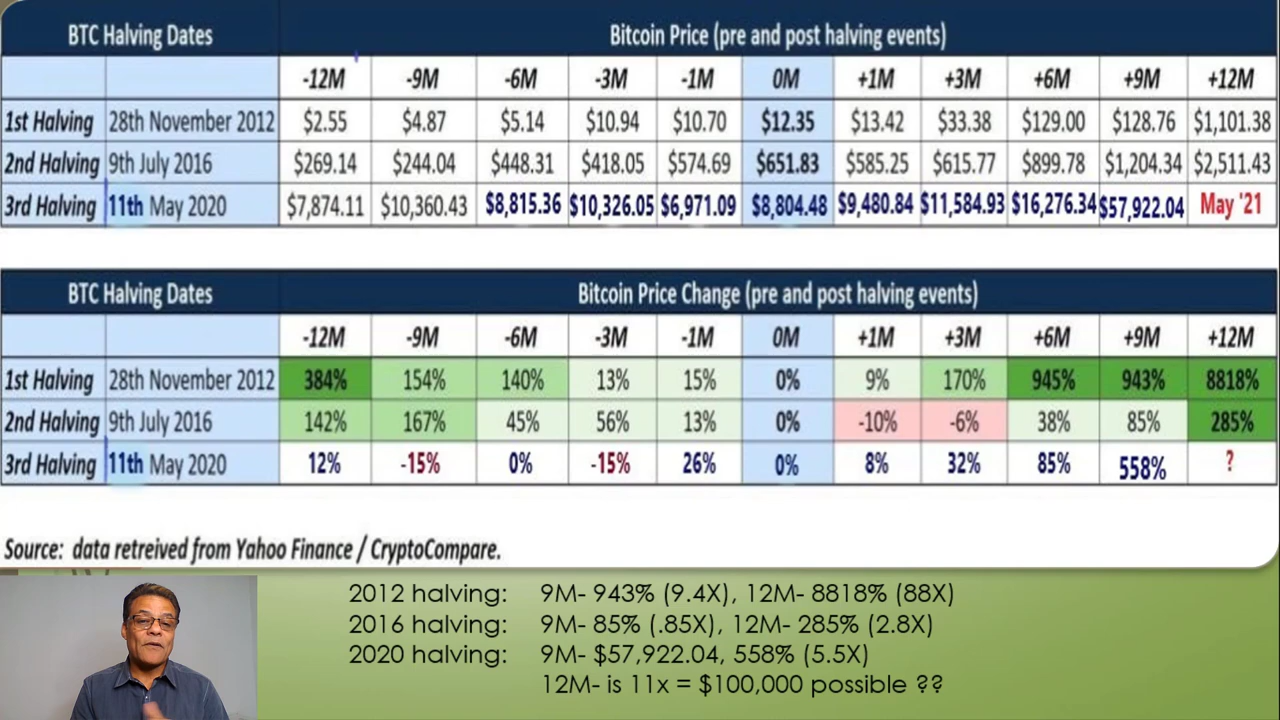 BTC Halving Dates Bitcoin Price (pre and post halving events)
-12M -9M -6M -3M -1M 0M +1M +3M +6M +9M +12M
1st Halving 28th November 2012 $2.55 $4.87 $5.14 $10.94 $10.70 $12.35 $13.42 $33.38 $129.00 $128.76 $1,101.38
2nd Halving 9th July 2016 $269.14 $244.04 $448.31 $418.05 $574.69 $651.83 $585.25 $615.77 $899.78 $1,204.34 $2,511.43
3rd Halving 11th May 2020 $7,874.11 $10,360.43 $8,815.36 $10,326.05 $6,971.09 $8,804.48 $9,480.84 $11,584.93 $16,276.34 $57,922.04 May '21
BTC Halving Dates Bitcoin Price Change (pre and post halving events)
-12M -9M -6M -3M -1M 0M +1M +3M +6M +9M +12M
1st Halving 28th November 2012 384% 154% 140% 13% 15% 0% 9% 170% 945% 943% 8818%
2nd Halving 9th July 2016 142% 167% 45% 56% 13% 0% -10% -6% 38% 85% 285%
3rd Halving 11th May 2020 12% -15% 0% -15% 26% 0% 8% 32% 85% 558% ?
Source: data retreived from Yahoo Finance / CryptoCompare.
2012 halving: 9M- 943% (9.4X), 12M- 8818% (88X)
2016 halving: 9M- 85% (.85X), 12M- 285% (2.8X)
2020 halving: 9M- $57,922.04, 558% (5.5X)
12M- is 11x = $100,000 possible ??